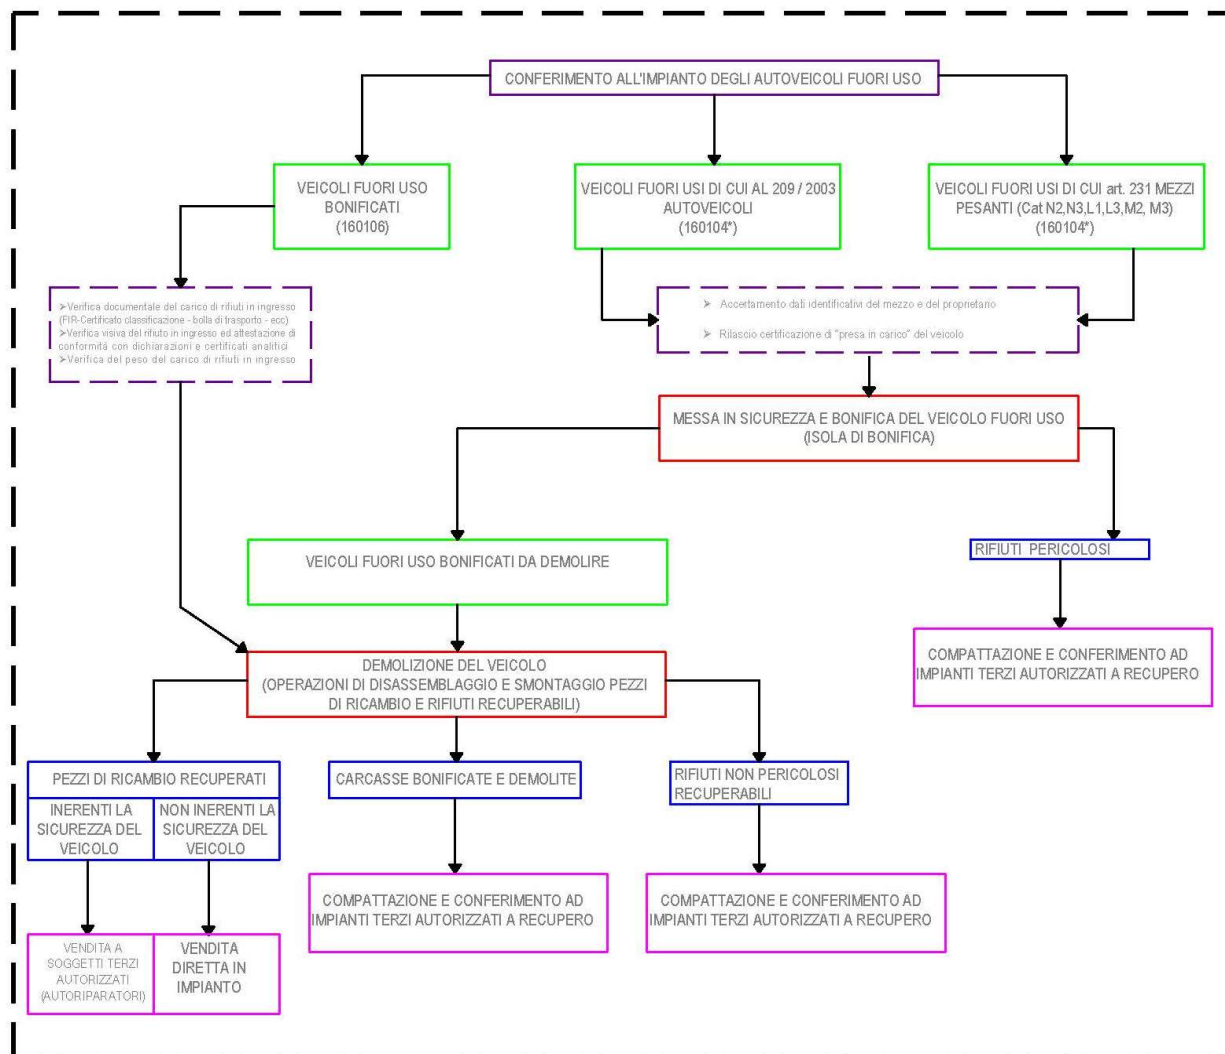 CONFERIMENTO ALL'IMPIANTO DEGLI AUTOVEICOLI FUORI USO
VEICOLI FUORI USO
BONIFICATI
(160106)
VEICOLI FUORI USI DI CUI AL 209 / 2003
AUTOVEICOLI
(160104*)
VEICOLI FUORI USI DI CUI art. 231 MEZZI
PESANTI (Cat N2,N3,L1,L3,M2, M3)
(160104*)
➢Verifica documentale del carico di rifiuti in ingresso
(FIR-Certificato classificazione - bolla di trasporto - ecc)
➢Verifica visiva del rifiuto in ingresso ed attestazione di
conformità con dichiarazioni e certificati analitici
➢Verifica del peso del carico di rifiuti in ingresso
➢ Accertamento dati identificativi del mezzo e del proprietario
➢ Rilascio certificazione di "presa in carico" del veicolo
MESSA IN SICUREZZA E BONIFICA DEL VEICOLO FUORI USO
(ISOLA DI BONIFICA)
VEICOLI FUORI USO BONIFICATI DA DEMOLIRE
RIFIUTI PERICOLOSI
COMPATTAZIONE E CONFERIMENTO AD
IMPIANTI TERZI AUTORIZZATI A RECUPERO
DEMOLIZIONE DEL VEICOLO
(OPERAZIONI DI DISASSEMBLAGGIO E SMONTAGGIO PEZZI
DI RICAMBIO E RIFIUTI RECUPERABILI)
PEZZI DI RICAMBIO RECUPERATI
INERENTI LA
SICUREZZA DEL
VEICOLO
NON INERENTI LA
SICUREZZA DEL
VEICOLO
CARCASSE BONIFICATE E DEMOLITE
RIFIUTI NON PERICOLOSI
RECUPERABILI
COMPATTAZIONE E CONFERIMENTO AD
IMPIANTI TERZI AUTORIZZATI A RECUPERO
COMPATTAZIONE E CONFERIMENTO AD
IMPIANTI TERZI AUTORIZZATI A RECUPERO
VENDITA A
SOGGETTI TERZI
AUTORIZZATI
(AUTORIPARATORI)
VENDITA
DIRETTA IN
IMPIANTO